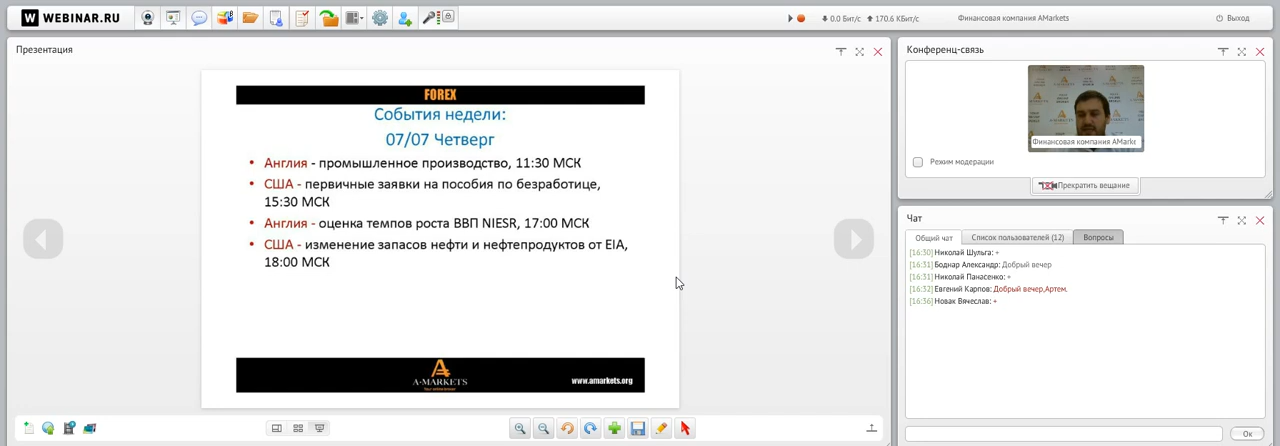 WEBINAR.RU
0.0 Бит/с 170.6 КБит/с
Финансовая компания AMarkets
Выход
Презентация
FOREX
События недели:
07/07 Четверг
• Англия - промышленное производство, 11:30 МСК
• США - первичные заявки на пособия по безработице,
15:30 МСК
• Англия - оценка темпов роста ВВП NIESR, 17:00 МСК
• США - изменение запасов нефти и нефтепродуктов от EIA,
18:00 МСК
A-MARKETS
www.amarkets.org
Конференц-связь
Финансовая компания AMarke
Режим модерации
Прекратить вещание
Чат
Общий чат Список пользователей (12) Вопросы
[16:30] Николай Шульга: +
[16:31] Боднар Александр: Добрый вечер
[16:31] Николай Панасенко: +
[16:32] Евгений Карпов: Добрый вечер,Артем.
[16:36] Новак Вячеслав: +
Ок